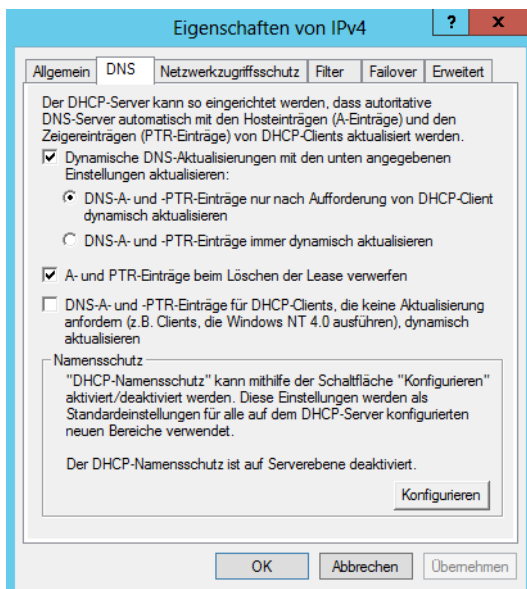 Eigenschaften von IPv4
?
x
Allgemein DNS Netzwerkzugriffsschutz Filter Failover Erweitert
Der DHCP-Server kann so eingerichtet werden, dass autoritative
DNS-Server automatisch mit den Hosteinträgen (A-Einträge) und den
Zeigereinträgen (PTR-Einträge) von DHCP-Clients aktualisiert werden.
Dynamische DNS-Aktualisierungen mit den unten angegebenen
Einstellungen aktualisieren:
DNS-A- und -PTR-Einträge nur nach Aufforderung von DHCP-Client
dynamisch aktualisieren
DNS-A- und -PTR-Einträge immer dynamisch aktualisieren
A- und PTR-Einträge beim Löschen der Lease verwerfen
DNS-A- und -PTR-Einträge für DHCP-Clients, die keine Aktualisierung
anfordern (z.B. Clients, die Windows NT 4.0 ausführen), dynamisch
aktualisieren
Namensschutz
"DHCP-Namensschutz" kann mithilfe der Schaltfläche "Konfigurieren"
aktiviert/deaktiviert werden. Diese Einstellungen werden als
Standardeinstellungen für alle auf dem DHCP-Server konfigurierten
neuen Bereiche verwendet.
Der DHCP-Namensschutz ist auf Serverebene deaktiviert.
Konfigurieren
OK Abbrechen Übernehmen